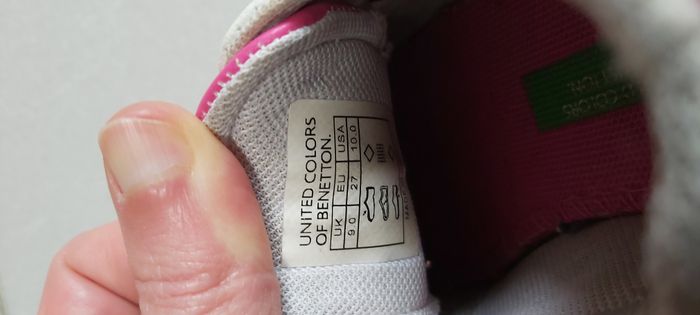 UNITED COLORS
OF BENETTON.
UK EU USA
9.0 27 10.0